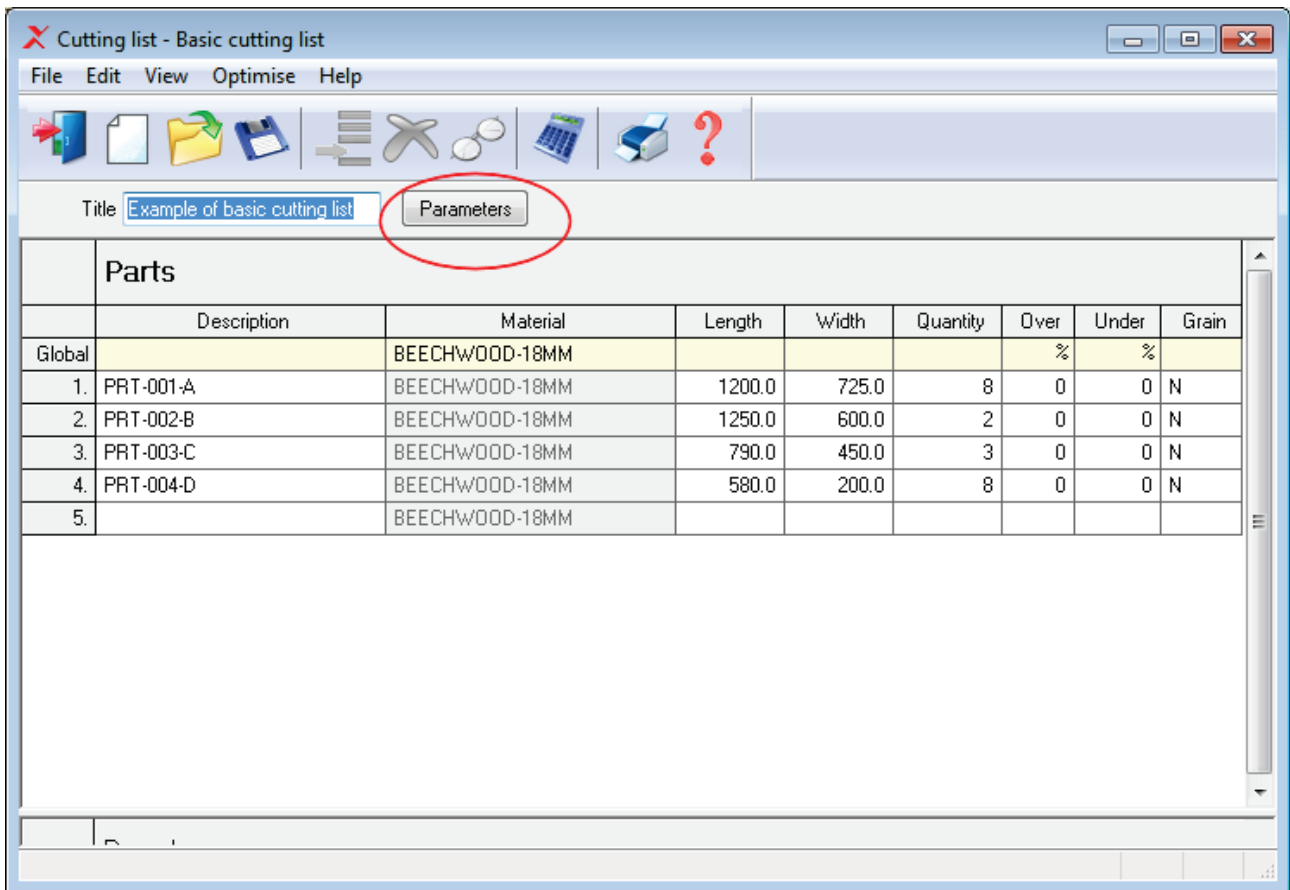 Cutting list - Basic cutting list
File Edit View Optimise Help
?
Title Example of basic cutting list Parameters
Parts
Description Material Length Width Quantity Over Under Grain
Global BEECHWOOD-18MM % %
1. PRT-001-A BEECHWOOD-18MM 1200.0 725.0 8 0 0 N
2. PRT-002-B BEECHWOOD-18MM 1250.0 600.0 2 0 0 N
3. PRT-003-C BEECHWOOD-18MM 790.0 450.0 3 0 0 N
4. PRT-004-D BEECHWOOD-18MM 580.0 200.0 8 0 0 N
5. BEECHWOOD-18MM